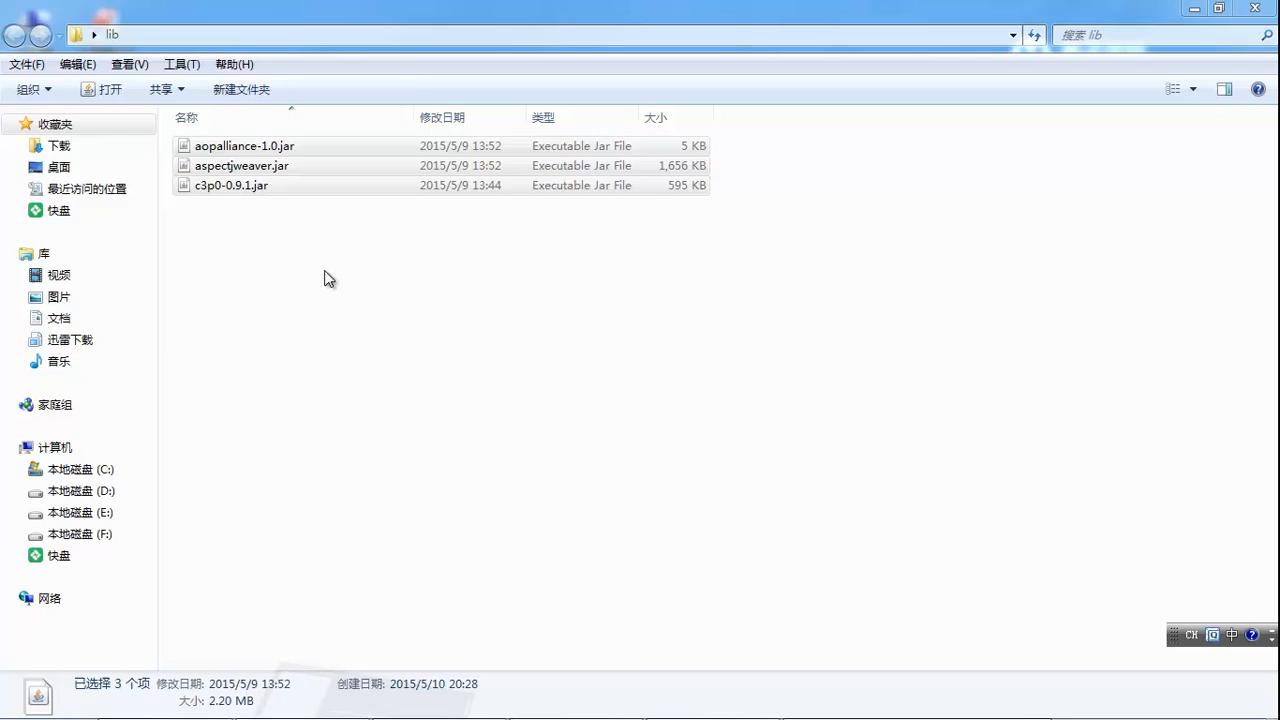 lib
搜索 lib
文件(F) 编辑(E) 查看(V) 工具(T) 帮助(H)
组织 打开 共享 新建文件夹
名称 修改日期 类型 大小
aopalliance-1.0.jar 2015/5/9 13:52 Executable Jar File 5 KB
aspectjweaver.jar 2015/5/9 13:52 Executable Jar File 1,656 KB
c3p0-0.9.1.jar 2015/5/9 13:44 Executable Jar File 595 KB
收藏夹
下载
桌面
最近访问的位置
快盘
库
视频
图片
文档
迅雷下载
音乐
家庭组
计算机
本地磁盘 (C:)
本地磁盘 (D:)
本地磁盘 (E:)
本地磁盘 (F:)
快盘
网络
CH 中
已选择 3 个项 修改日期: 2015/5/9 13:52 创建日期: 2015/5/10 20:28
大小: 2.20 MB